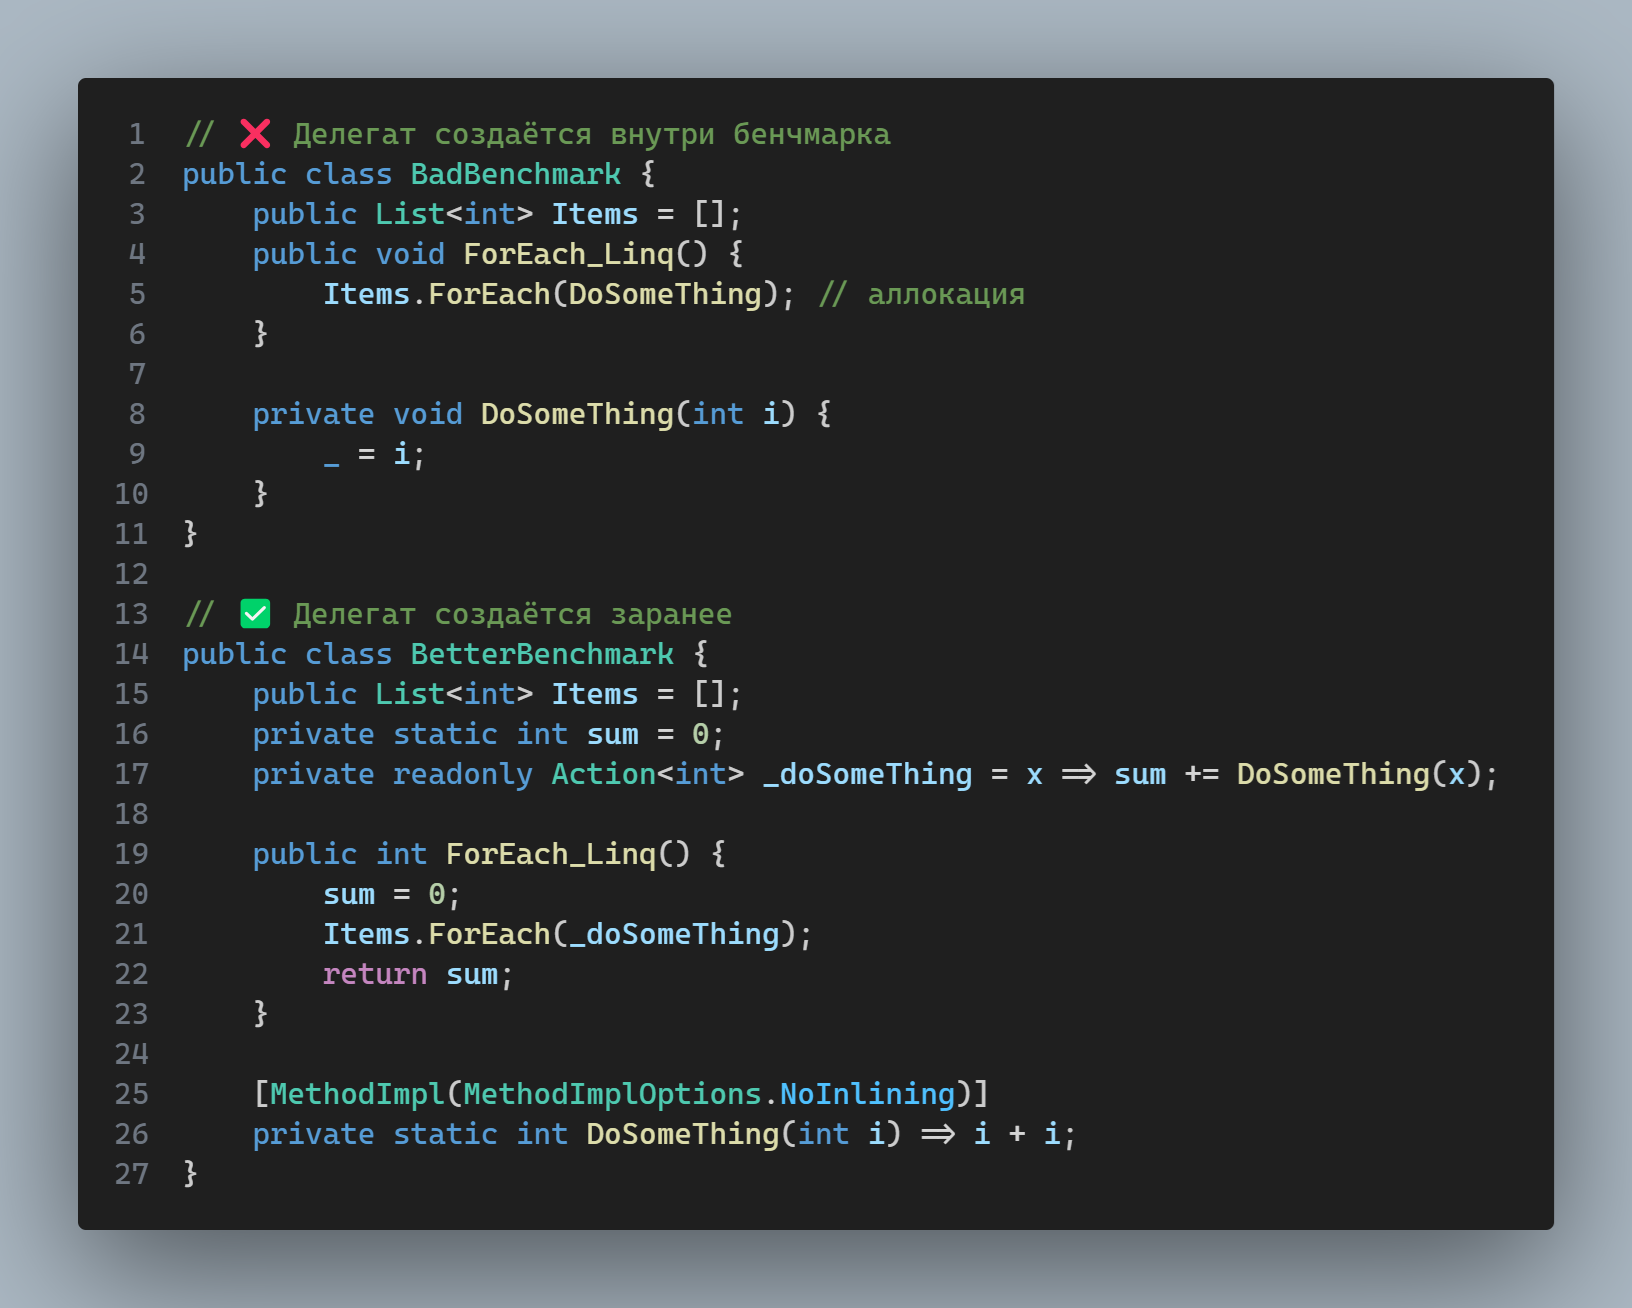 1 // ❌ Делегат создаётся внутри бенчмарка
2 public class BadBenchmark {
3     public List<int> Items = [];
4     public void ForEach_Linq() {
5         Items.ForEach(DoSomeThing); // аллокация
6     }
7
8     private void DoSomeThing(int i) {
9         _ = i;
10     }
11 }
12
13 // ✅ Делегат создаётся заранее
14 public class BetterBenchmark {
15     public List<int> Items = [];
16     private static int sum = 0;
17     private readonly Action<int> _doSomeThing = x => sum += DoSomeThing(x);
18
19     public int ForEach_Linq() {
20         sum = 0;
21         Items.ForEach(_doSomeThing);
22         return sum;
23     }
24
25     [MethodImpl(MethodImplOptions.NoInlining)]
26     private static int DoSomeThing(int i) => i + i;
27 }